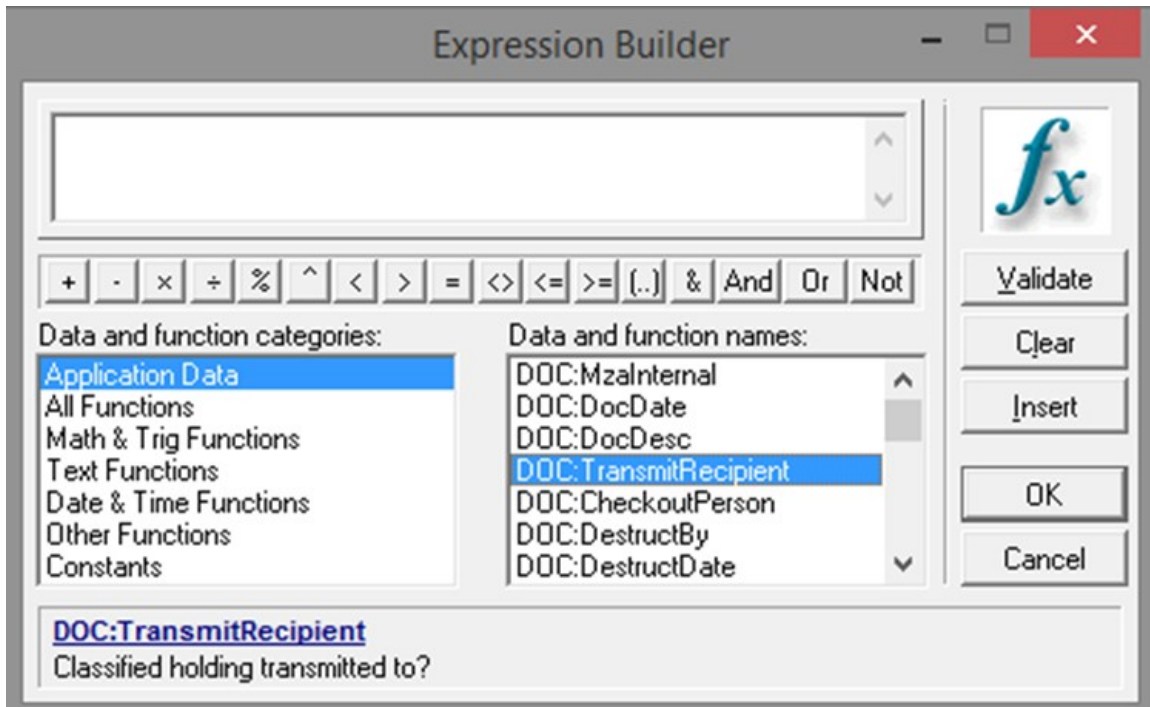 Expression Builder
fx
+ - × ÷ % ^ < > = <> <= >= (..) & And Or Not
Validate
Data and function categories:
Data and function names:
Clear
Application Data
All Functions
Math & Trig Functions
Text Functions
Date & Time Functions
Other Functions
Constants
DOC:MzaInternal
DOC:DocDate
DOC:DocDesc
DOC:TransmitRecipient
DOC:CheckoutPerson
DOC:DestructBy
DOC:DestructDate
Insert
OK
Cancel
DOC:TransmitRecipient
Classified holding transmitted to?